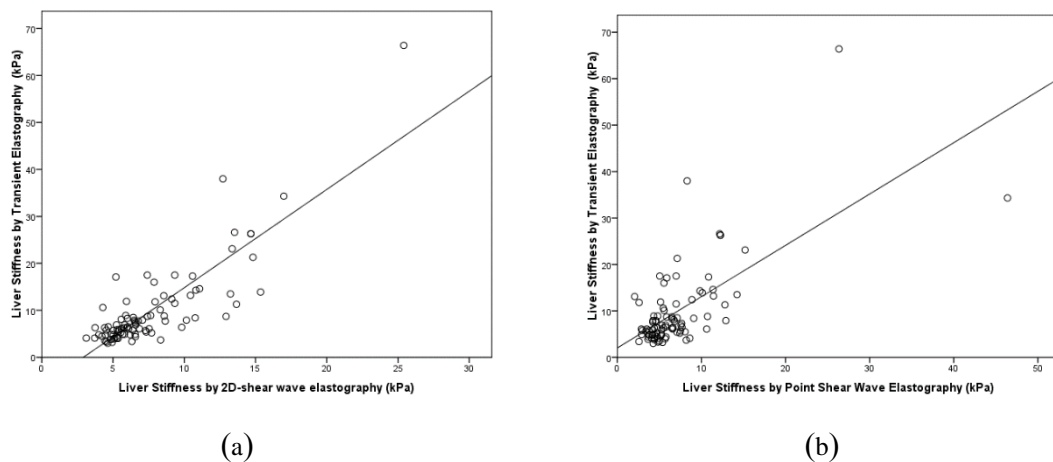 Liver Stiffness by Transient Elastography (kPa)
70
60
50
40
30
20
10
0
0 5 10 15 20 25 30
Liver Stiffness by 2D-shear wave elastography (kPa)
(a)
Liver Stiffness by Transient Elastography (kPa)
70
60
50
40
30
20
10
0
0 10 20 30 40 50
Liver Stiffness by Point Shear Wave Elastography (kPa)
(b)